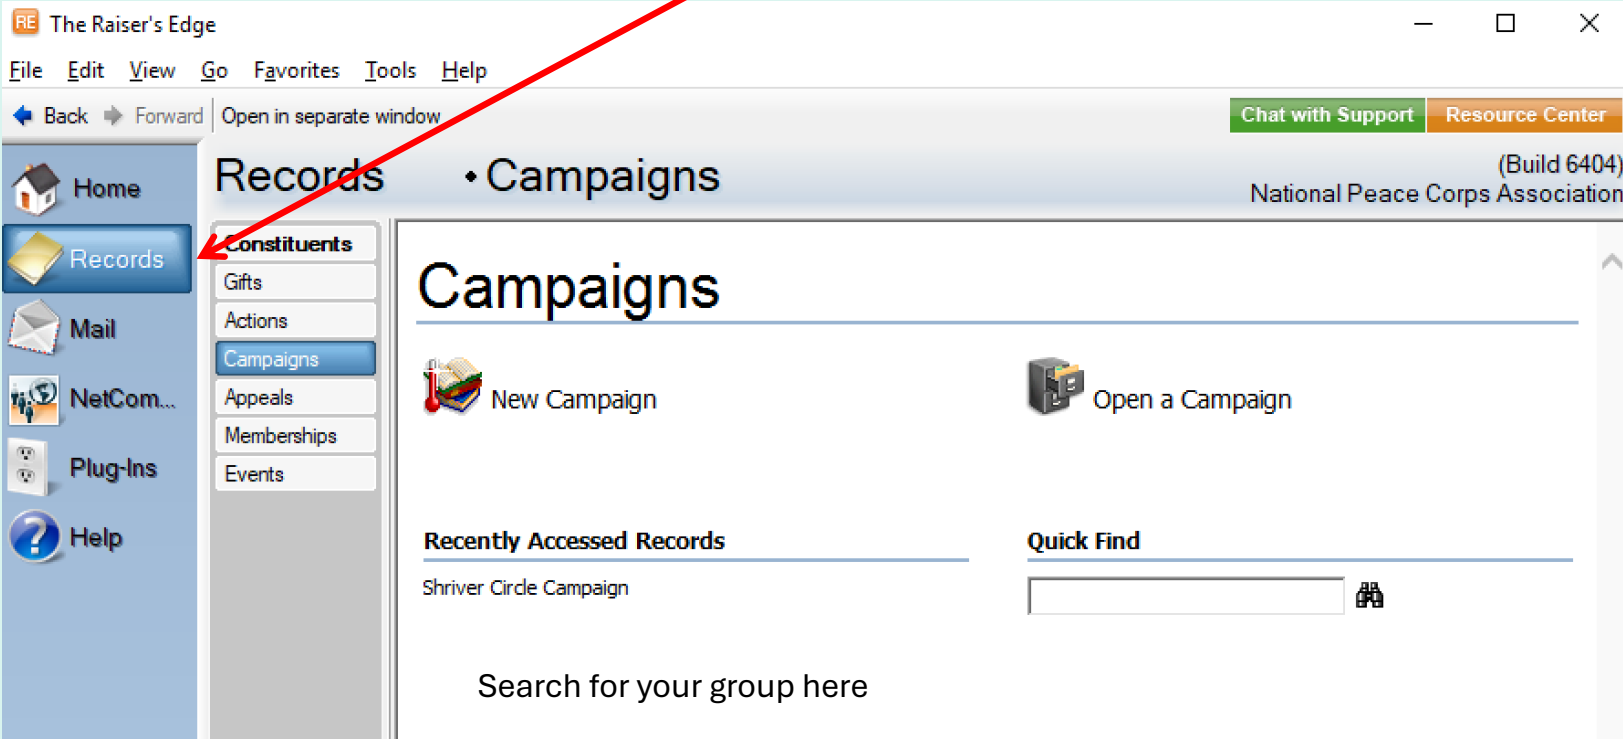 RE The Raiser's Edge
File Edit View Go Favorites Tools Help
Back Forward Open in separate window Chat with Support Resource Center
Records • Campaigns
(Build 6404)
National Peace Corps Association
Home
Records
Mail
NetCom...
Plug-Ins
Help
Constituents
Gifts
Actions
Campaigns
Appeals
Memberships
Events
Campaigns
New Campaign
Open a Campaign
Recently Accessed Records
Shriver Circle Campaign
Quick Find
Search for your group here